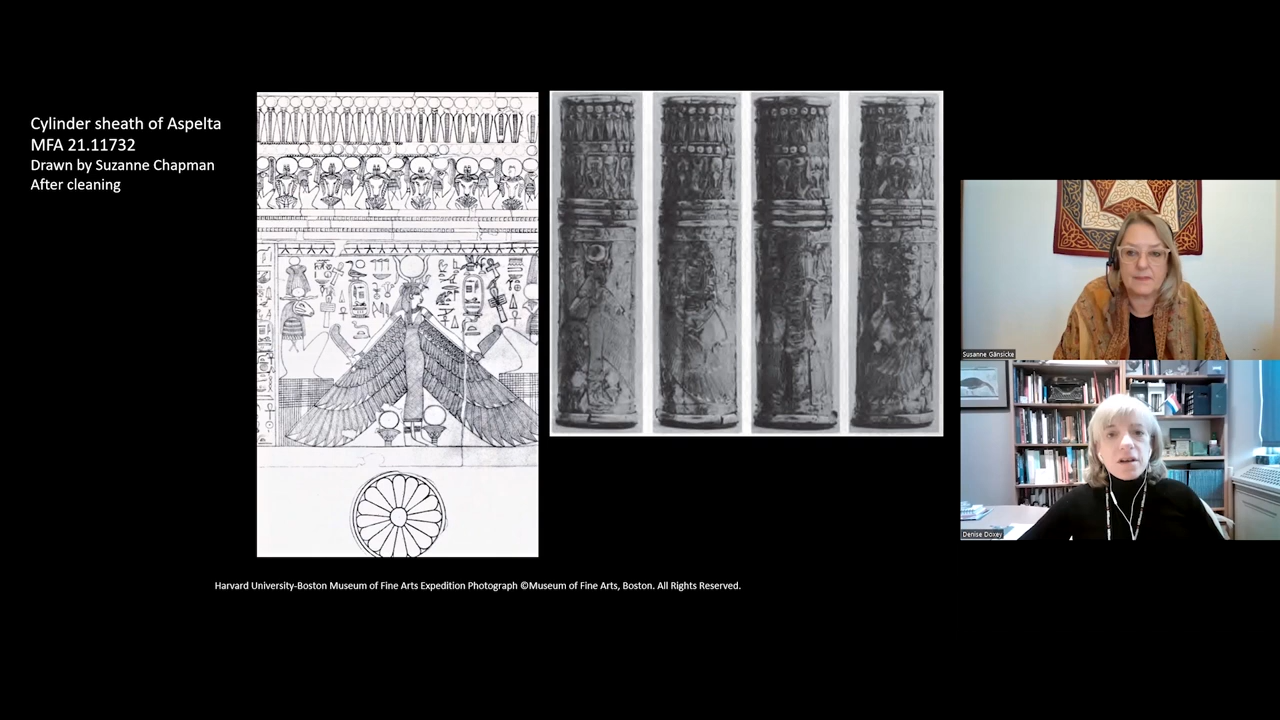 Cylinder sheath of Aspelta
MFA 21.11732
Drawn by Suzanne Chapman
After cleaning
Harvard University-Boston Museum of Fine Arts Expedition Photograph ©Museum of Fine Arts, Boston. All Rights Reserved.
Susanne Gänsicke
Denise Doxey